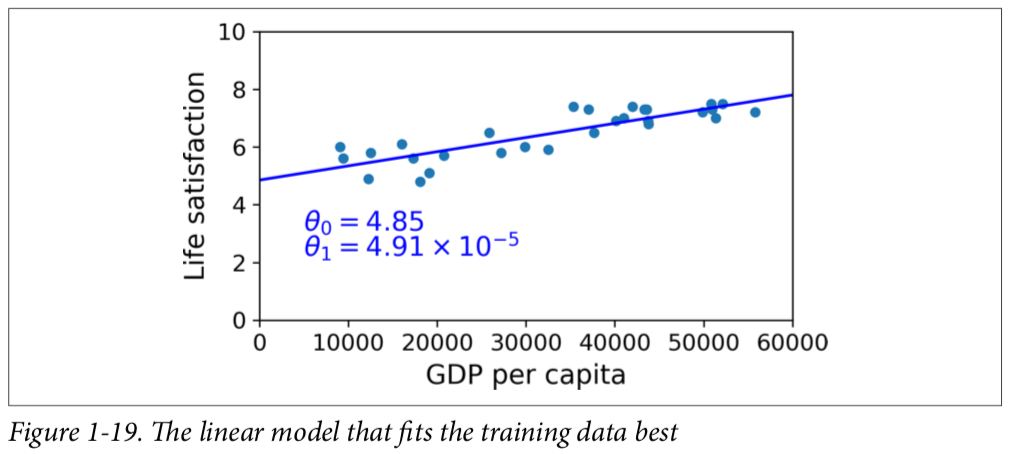 10
8
6
4
2
0
Life satisfaction
θ₀ = 4.85
θ₁ = 4.91 × 10⁻⁵
0 10000 20000 30000 40000 50000 60000
GDP per capita
Figure 1-19. The linear model that fits the training data best